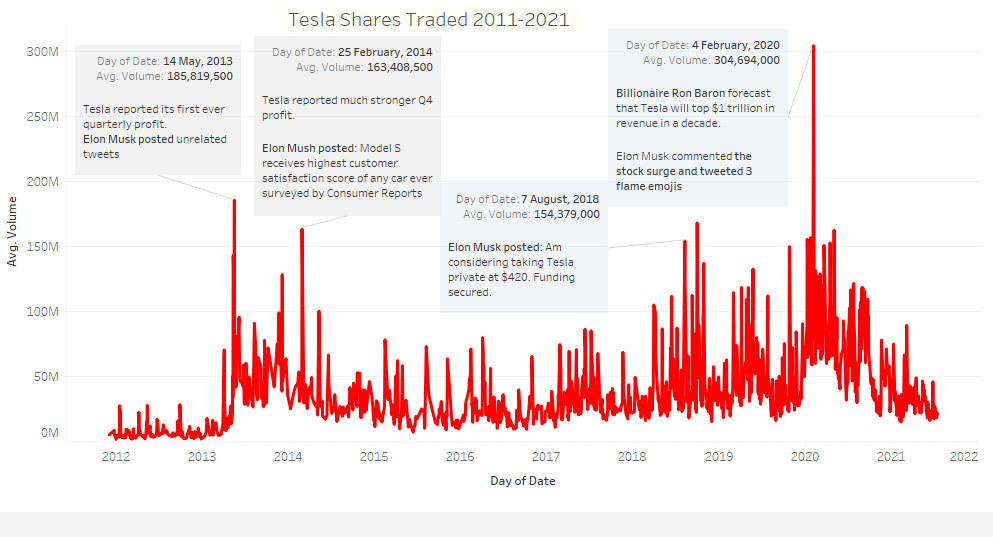 Tesla Shares Traded 2011-2021
Day of Date: 14 May, 2013
Avg. Volume: 185,819,500
Tesla reported its first ever
quarterly profit.
Elon Musk posted unrelated
tweets
Day of Date: 25 February, 2014
Avg. Volume: 163,408,500
Tesla reported much stronger Q4
profit.
Elon Mush posted: Model S
receives highest customer
satisfaction score of any car ever
surveyed by Consumer Reports
Day of Date: 7 August, 2018
Avg. Volume: 154,379,000
Elon Musk posted: Am
considering taking Tesla
private at $420. Funding
secured.
Day of Date: 4 February, 2020
Avg. Volume: 304,694,000
Billionaire Ron Baron forecast
that Tesla will top $1 trillion in
revenue in a decade.
Elon Musk commented the
stock surge and tweeted 3
flame emojis
Avg. Volume
300M
250M
200M
150M
100M
50M
0M
2012 2013 2014 2015 2016 2017 2018 2019 2020 2021 2022
Day of Date